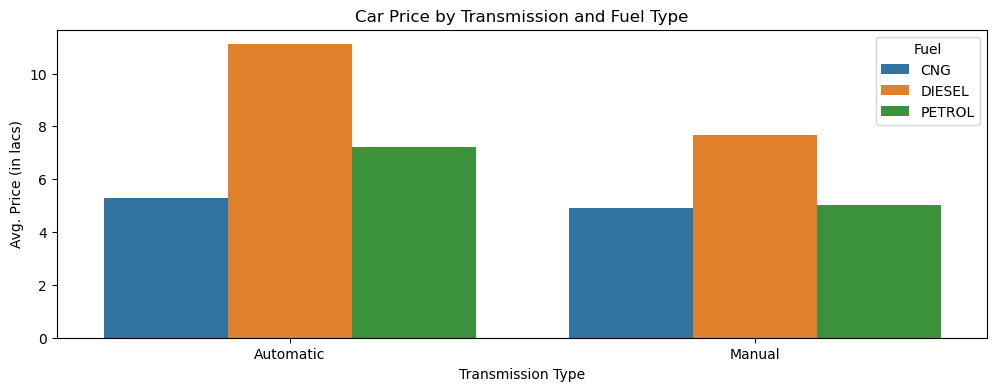 Car Price by Transmission and Fuel Type
Fuel
CNG
DIESEL
PETROL
Avg. Price (in lacs)
10
8
6
4
2
0
Automatic
Manual
Transmission Type